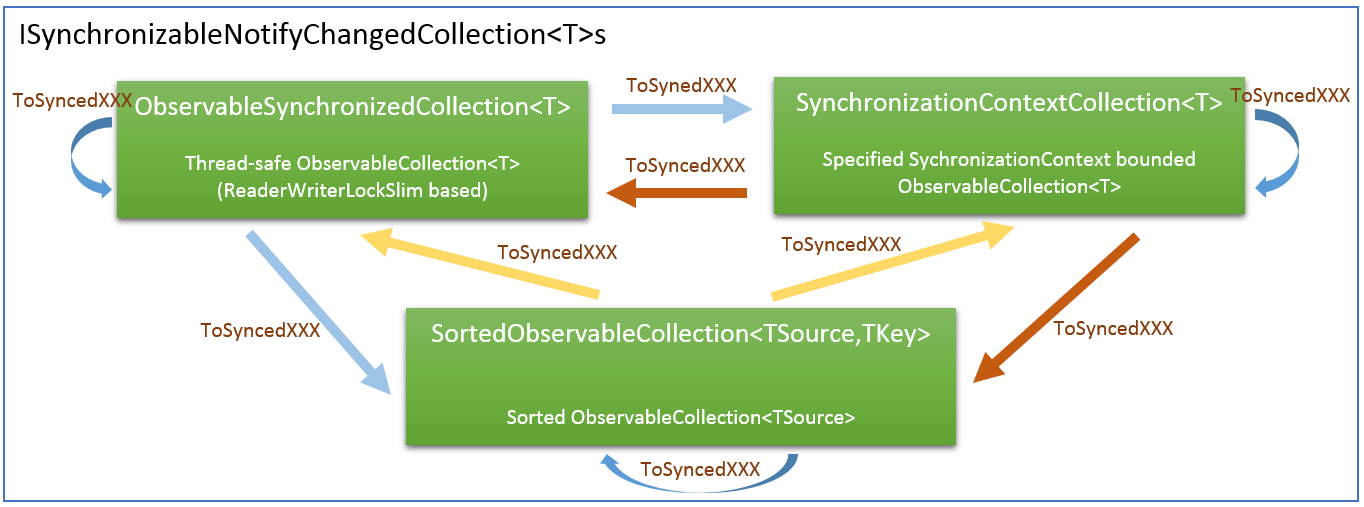 ISynchronizableNotifyChangedCollection<T>s
ToSyncedXXX
ObservableSynchronizedCollection<T>
Thread-safe ObservableCollection<T>
(ReaderWriterLockSlim based)
ToSynedXXX
ToSyncedXXX
SynchronizationContextCollection<T>
Specified SychronizationContext bounded
ObservableCollection<T>
ToSyncedXXX
ToSyncedXXX
ToSyncedXXX
ToSyncedXXX
ToSyncedXXX
SortedObservableCollection<TSource,TKey>
Sorted ObservableCollection<TSource>
ToSyncedXXX